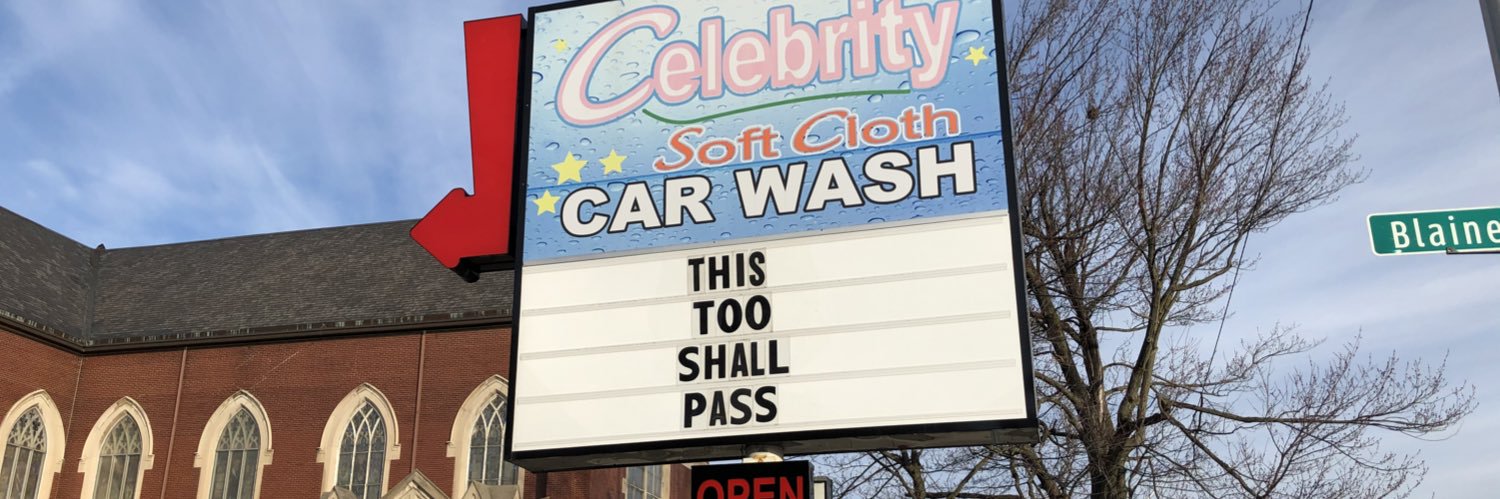 Celebrity
Soft Cloth
CAR WASH
THIS
TOO
SHALL
PASS
OPEN
Blaine